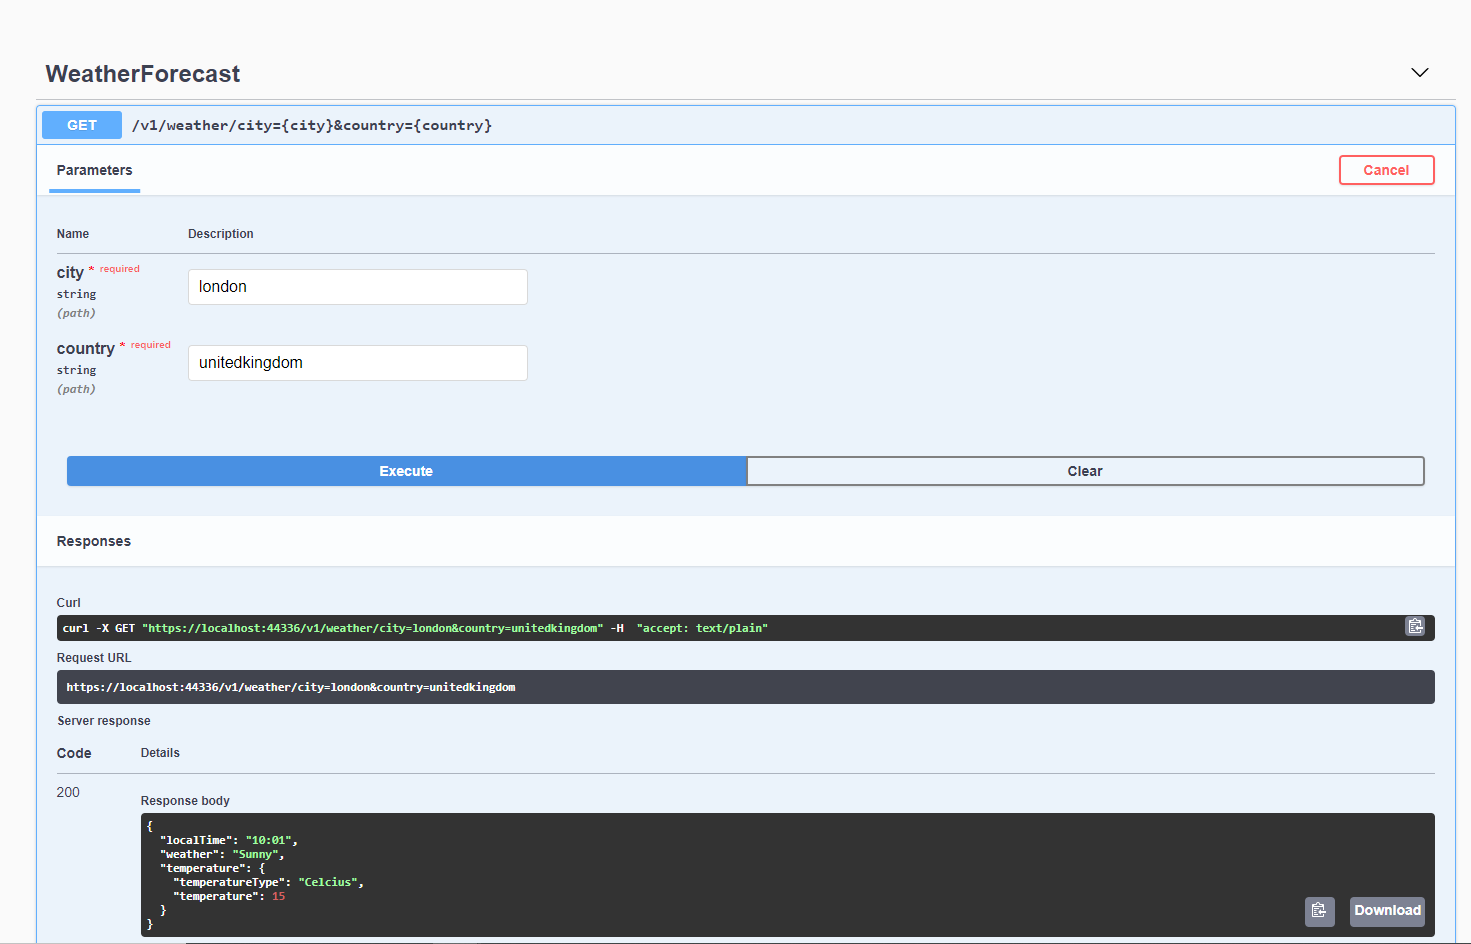 WeatherForecast
GET /v1/weather/city={city}&country={country}
Parameters
Cancel
Name Description
city * required
string
(path)
london
country * required
string
(path)
unitedkingdom
Execute Clear
Responses
Curl
curl -X GET "https://localhost:44336/v1/weather/city=london&country=unitedkingdom" -H  "accept: text/plain"
Request URL
https://localhost:44336/v1/weather/city=london&country=unitedkingdom
Server response
Code Details
200
Response body
{
  "localTime": "10:01",
  "weather": "Sunny",
  "temperature": {
    "temperatureType": "Celcius",
    "temperature": 15
  }
}
Download